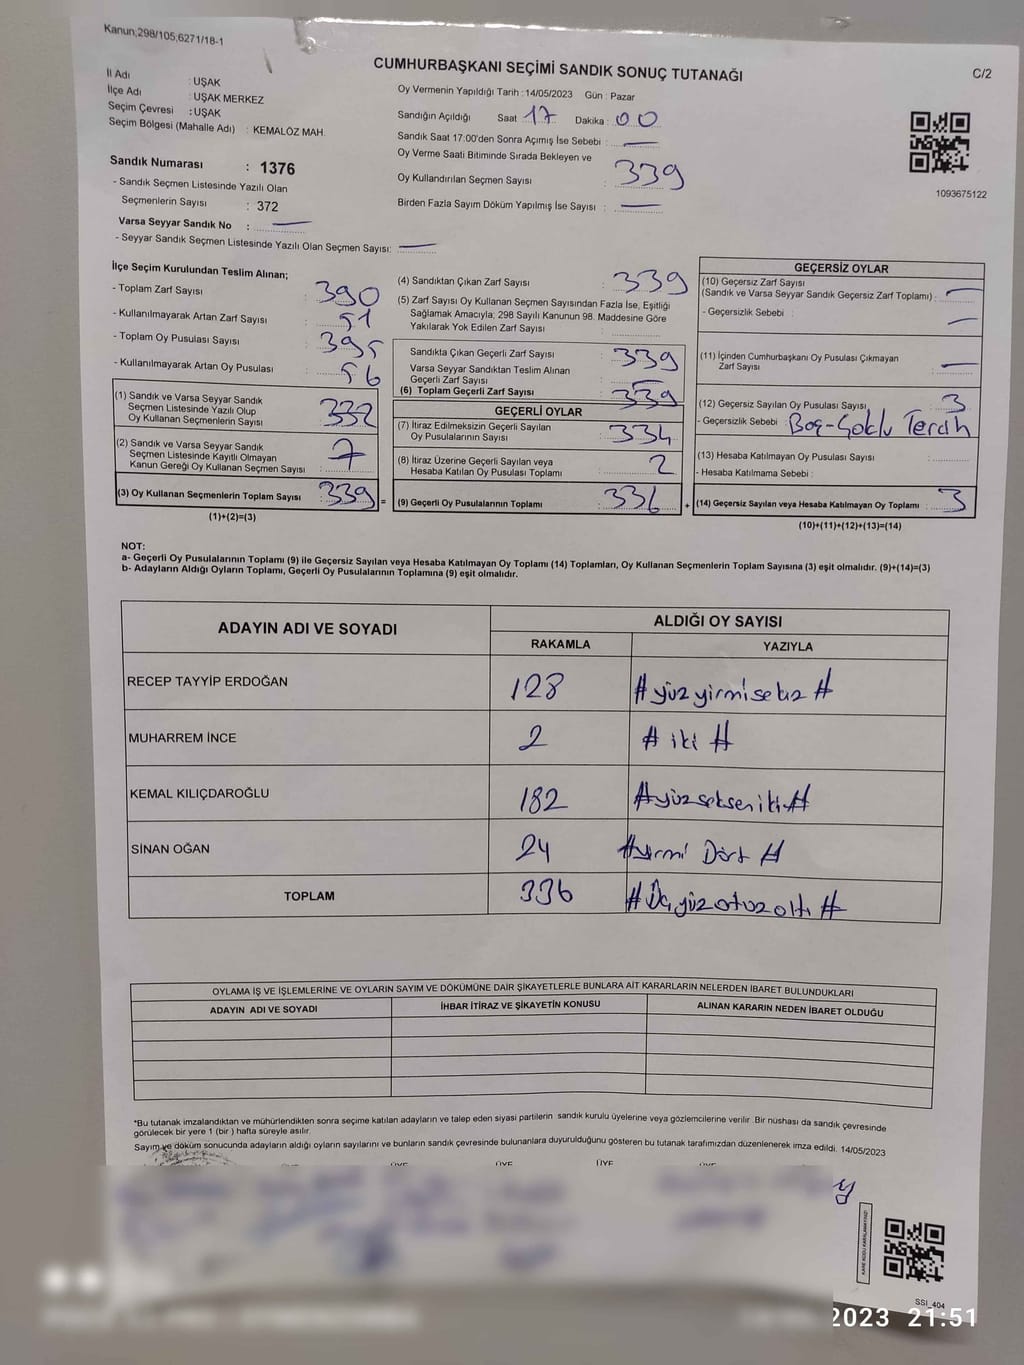 Kanun;298/105,6271/18-1
CUMHURBAŞKANI SEÇİMİ SANDIK SONUÇ TUTANAĞI
C/2
İl Adı : UŞAK
İlçe Adı : UŞAK MERKEZ
Seçim Çevresi : UŞAK
Seçim Bölgesi (Mahalle Adı) : KEMALÖZ MAH.
Sandık Numarası : 1376
- Sandık Seçmen Listesinde Yazılı Olan
Seçmenlerin Sayısı : 372
Varsa Seyyar Sandık No :
- Seyyar Sandık Seçmen Listesinde Yazılı Olan Seçmen Sayısı:
Oy Vermenin Yapıldığı Tarih :14/05/2023 Gün : Pazar
Sandığın Açıldığı Saat 17 Dakika : 00
Sandık Saat 17:00'den Sonra Açımış İse Sebebi :
Oy Verme Saati Bitiminde Sırada Bekleyen ve
Oy Kullandırılan Seçmen Sayısı : 339
Birden Fazla Sayım Döküm Yapılmış İse Sayısı :
1093675122
İlçe Seçim Kurulundan Teslim Alınan;
- Toplam Zarf Sayısı : 390
- Kullanılmayarak Artan Zarf Sayısı : 51
- Toplam Oy Pusulası Sayısı : 395
- Kullanılmayarak Artan Oy Pusulası : 56
(1) Sandık ve Varsa Seyyar Sandık
Seçmen Listesinde Yazılı Olup
Oy Kullanan Seçmenlerin Sayısı : 332
(2) Sandık ve Varsa Seyyar Sandık
Seçmen Listesinde Kayıtlı Olmayan
Kanun Gereği Oy Kullanan Seçmen Sayısı : 7
(3) Oy Kullanan Seçmenlerin Toplam Sayısı : 339 =
(1)+(2)=(3)
(4) Sandıktan Çıkan Zarf Sayısı : 339
(5) Zarf Sayısı Oy Kullanan Seçmen Sayısından Fazla İse, Eşitliği
Sağlamak Amacıyla; 298 Sayılı Kanunun 98. Maddesine Göre
Yakılarak Yok Edilen Zarf Sayısı :
Sandıkta Çıkan Geçerli Zarf Sayısı : 339
Varsa Seyyar Sandıktan Teslim Alınan
Geçerli Zarf Sayısı :
(6) Toplam Geçerli Zarf Sayısı : 339
GEÇERLİ OYLAR
(7) İtiraz Edilmeksizin Geçerli Sayılan
Oy Pusulalarının Sayısı : 334
(8) İtiraz Üzerine Geçerli Sayılan veya
Hesaba Katılan Oy Pusulası Toplamı : 2
(9) Geçerli Oy Pusulalarının Toplamı : 336 +
GEÇERSİZ OYLAR
(10) Geçersiz Zarf Sayısı
(Sandık ve Varsa Seyyar Sandık Geçersiz Zarf Toplamı) :
- Geçersizlik Sebebi :
(11) İçinden Cumhurbaşkanı Oy Pusulası Çıkmayan
Zarf Sayısı :
(12) Geçersiz Sayılan Oy Pusulası Sayısı : 3
- Geçersizlik Sebebi Boş-Çoklu Tercih
(13) Hesaba Katılmayan Oy Pusulası Sayısı :
- Hesaba Katılmama Sebebi :
(14) Geçersiz Sayılan veya Hesaba Katılmayan Oy Toplamı : 3
(10)+(11)+(12)+(13)=(14)
NOT:
a- Geçerli Oy Pusulalarının Toplamı (9) ile Geçersiz Sayılan veya Hesaba Katılmayan Oy Toplamı (14) Toplamları, Oy Kullanan Seçmenlerin Toplam Sayısına (3) eşit olmalıdır. (9)+(14)=(3)
b- Adayların Aldığı Oyların Toplamı, Geçerli Oy Pusulalarının Toplamına (9) eşit olmalıdır.
ADAYIN ADI VE SOYADI
ALDIĞI OY SAYISI
RAKAMLA YAZIYLA
RECEP TAYYİP ERDOĞAN 128 #yüzyirmisekiz#
MUHARREM İNCE 2 # iki #
KEMAL KILIÇDAROĞLU 182 #yüzsekseniki#
SİNAN OĞAN 24 #yirmi Dört #
TOPLAM 336 #Üçyüzotuzaltı#
OYLAMA İŞ VE İŞLEMLERİNE VE OYLARIN SAYIM VE DÖKÜMÜNE DAİR ŞİKAYETLERLE BUNLARA AİT KARARLARIN NELERDEN İBARET BULUNDUKLARI
ADAYIN ADI VE SOYADI İHBAR İTİRAZ VE ŞİKAYETİN KONUSU ALINAN KARARIN NEDEN İBARET OLDUĞU
*Bu tutanak imzalandıktan ve mühürlendikten sonra seçime katılan adayların ve talep eden siyasi partilerin sandık kurulu üyelerine veya gözlemcilerine verilir. Bir nüshası da sandık çevresinde
görülecek bir yere 1 (bir ) hafta süreyle asılır.
Sayım ve döküm sonucunda adayların aldığı oyların sayılarını ve bunların sandık çevresinde bulunanlara duyurulduğunu gösteren bu tutanak tarafımızdan düzenlenerek imza edildi. 14/05/2023
ÜYE ÜYE ÜYE ÜYE ÜYE
SSI_404
2023 21:51